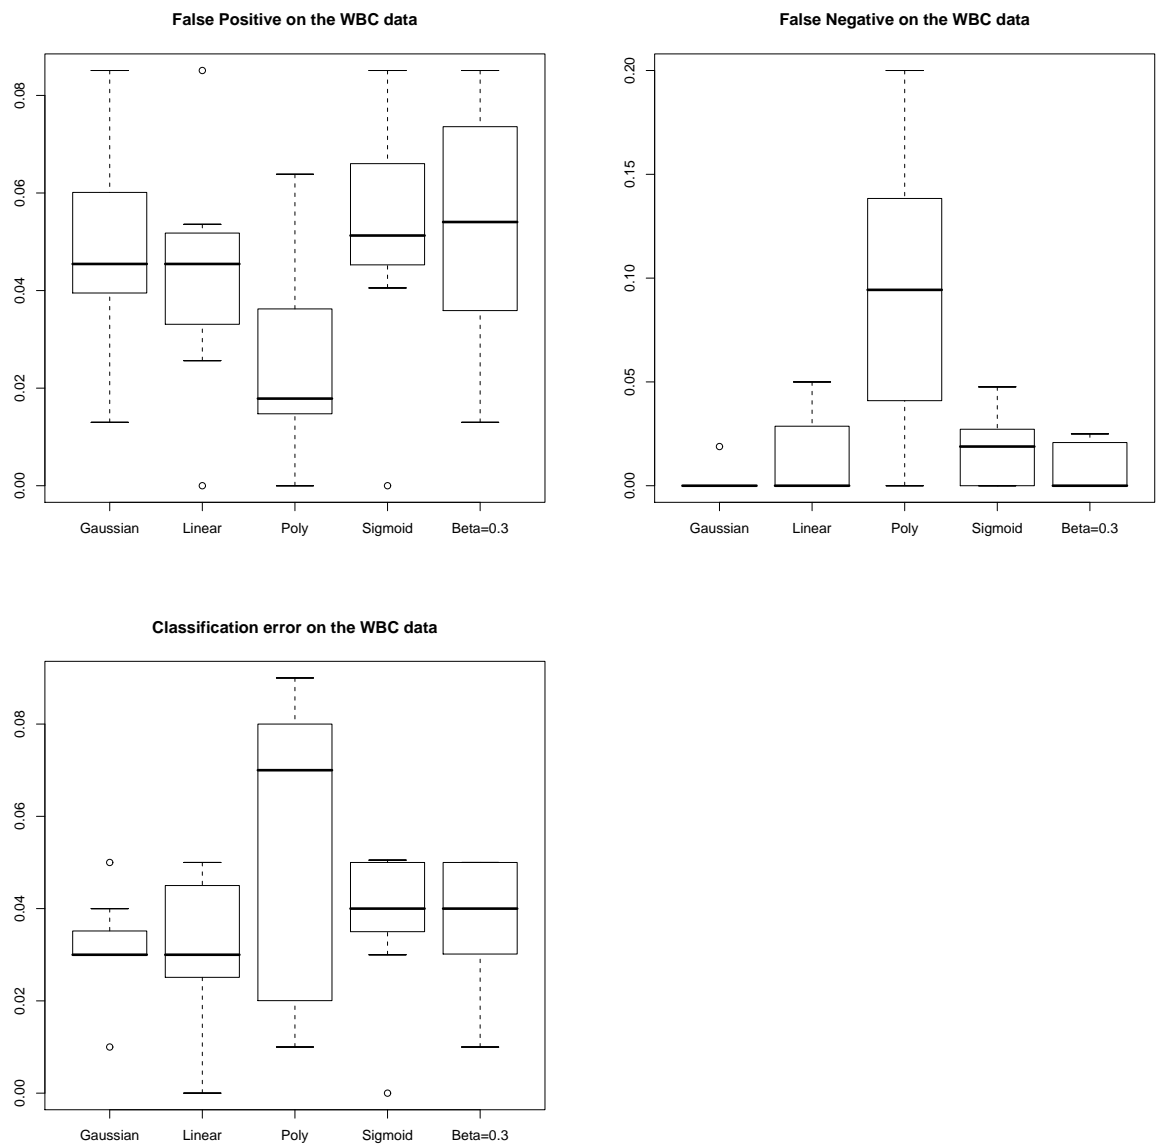 False Positive on the WBC data
0.08
0.06
0.04
0.02
0.00
Gaussian Linear Poly Sigmoid Beta=0.3
False Negative on the WBC data
0.20
0.15
0.10
0.05
0.00
Gaussian Linear Poly Sigmoid Beta=0.3
Classification error on the WBC data
0.08
0.06
0.04
0.02
0.00
Gaussian Linear Poly Sigmoid Beta=0.3